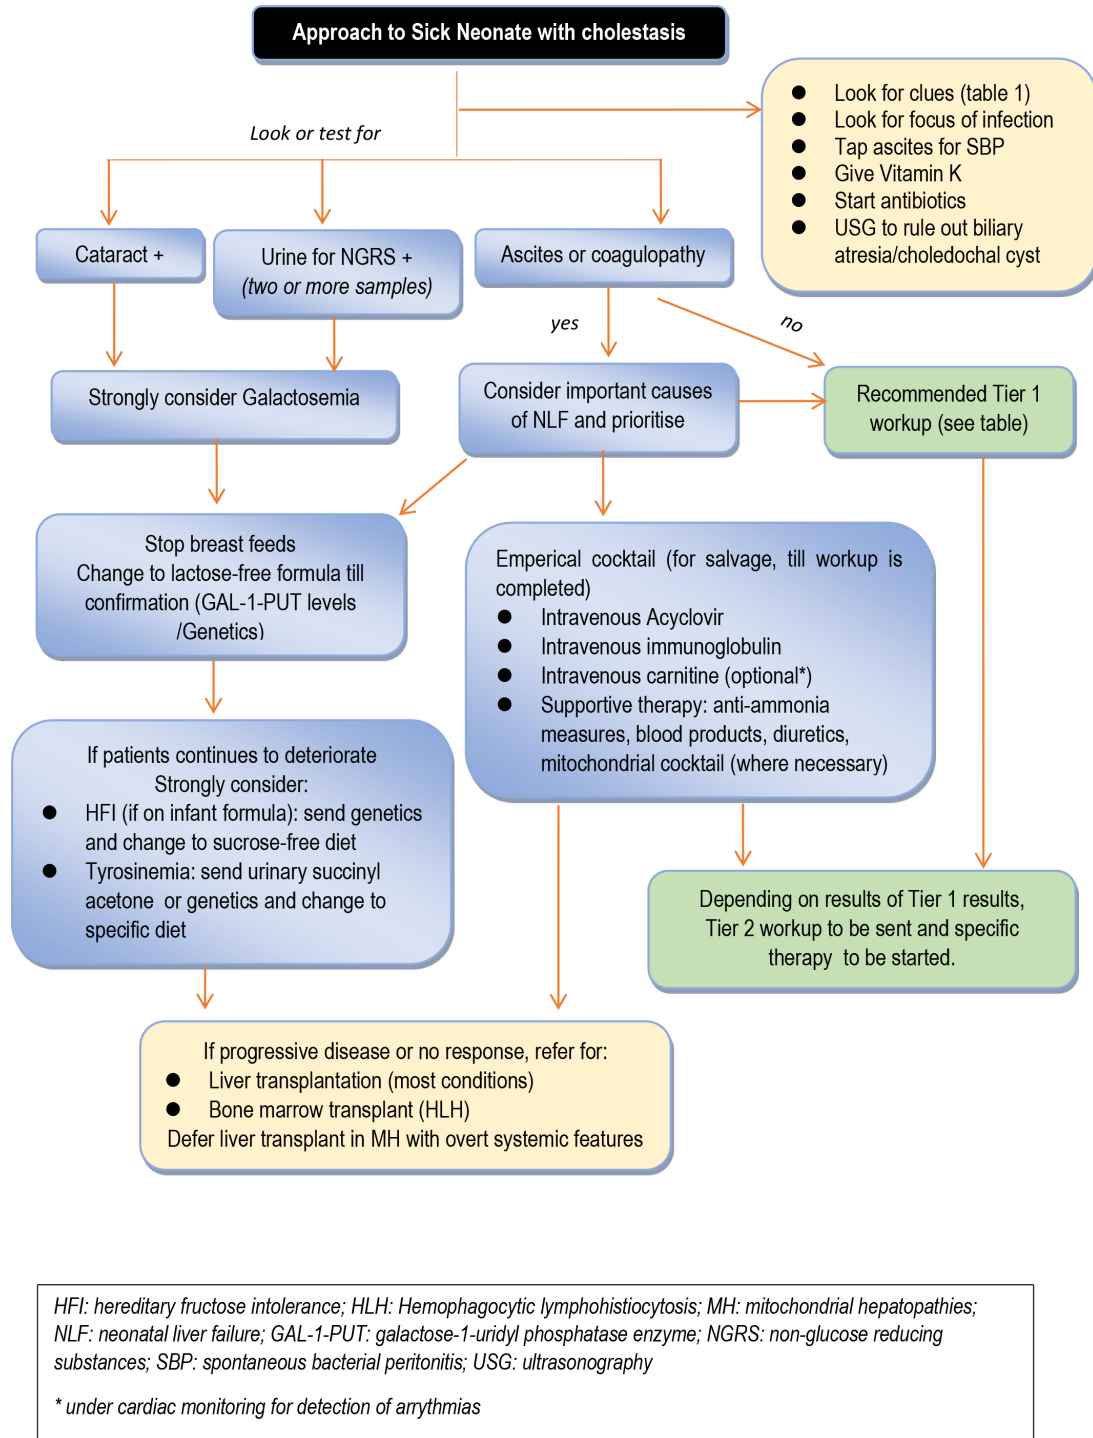 Approach to Sick Neonate with cholestasis
● Look for clues (table 1)
● Look for focus of infection
● Tap ascites for SBP
● Give Vitamin K
● Start antibiotics
● USG to rule out biliary
atresia/choledochal cyst
Look or test for
Cataract +
Urine for NGRS +
(two or more samples)
Ascites or coagulopathy
yes
no
Strongly consider Galactosemia
Consider important causes
of NLF and prioritise
Recommended Tier 1
workup (see table)
Stop breast feeds
Change to lactose-free formula till
confirmation (GAL-1-PUT levels
/Genetics)
Emperical cocktail (for salvage, till workup is
completed)
● Intravenous Acyclovir
● Intravenous immunoglobulin
● Intravenous carnitine (optional*)
● Supportive therapy: anti-ammonia
measures, blood products, diuretics,
mitochondrial cocktail (where necessary)
If patients continues to deteriorate
Strongly consider:
● HFI (if on infant formula): send genetics
and change to sucrose-free diet
● Tyrosinemia: send urinary succinyl
acetone or genetics and change to
specific diet
Depending on results of Tier 1 results,
Tier 2 workup to be sent and specific
therapy to be started.
If progressive disease or no response, refer for:
● Liver transplantation (most conditions)
● Bone marrow transplant (HLH)
Defer liver transplant in MH with overt systemic features
HFI: hereditary fructose intolerance; HLH: Hemophagocytic lymphohistiocytosis; MH: mitochondrial hepatopathies;
NLF: neonatal liver failure; GAL-1-PUT: galactose-1-uridyl phosphatase enzyme; NGRS: non-glucose reducing
substances; SBP: spontaneous bacterial peritonitis; USG: ultrasonography
* under cardiac monitoring for detection of arrythmias